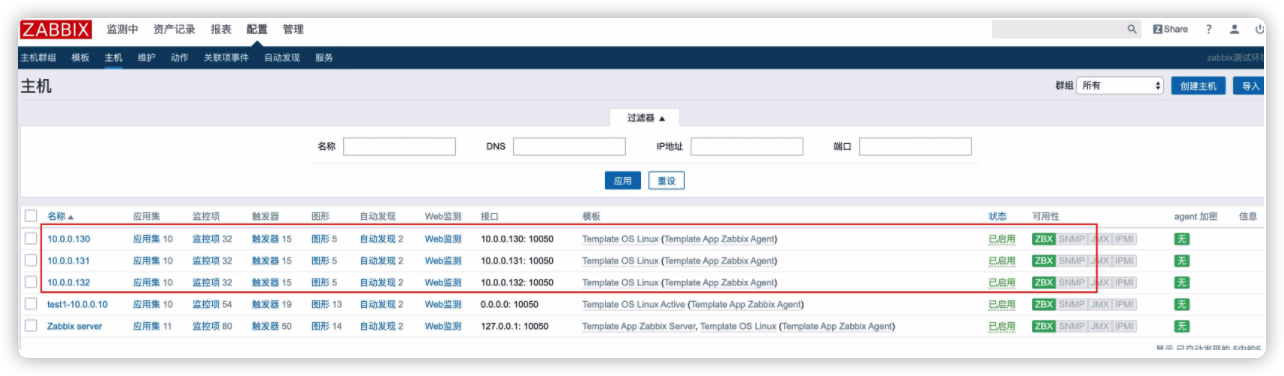 ZABBIX 监测中 资产记录 报表 配置 管理 Z Share ?
主机群组 模板 主机 维护 动作 关联项事件 自动发现 服务 zabbix测试环
主机 群组 所有 创建主机 导入
过滤器 ▲
名称 DNS IP地址 端口
应用 重设
名称 ▲ 应用集 监控项 触发器 图形 自动发现 Web监测 接口 模板 状态 可用性 agent 加密 信息
10.0.0.130 应用集 10 监控项 32 触发器 15 图形 5 自动发现 2 Web监测 10.0.0.130: 10050 Template OS Linux (Template App Zabbix Agent) 已启用 ZBX SNMP JMX IPMI 无
10.0.0.131 应用集 10 监控项 32 触发器 15 图形 5 自动发现 2 Web监测 10.0.0.131: 10050 Template OS Linux (Template App Zabbix Agent) 已启用 ZBX SNMP JMX IPMI 无
10.0.0.132 应用集 10 监控项 32 触发器 15 图形 5 自动发现 2 Web监测 10.0.0.132: 10050 Template OS Linux (Template App Zabbix Agent) 已启用 ZBX SNMP JMX IPMI 无
test1-10.0.0.10 应用集 10 监控项 54 触发器 19 图形 13 自动发现 2 Web监测 0.0.0.0: 10050 Template OS Linux Active (Template App Zabbix Agent) 已启用 ZBX SNMP JMX IPMI 无
Zabbix server 应用集 11 监控项 80 触发器 50 图形 14 自动发现 2 Web监测 127.0.0.1: 10050 Template App Zabbix Server, Template OS Linux (Template App Zabbix Agent) 已启用 ZBX SNMP JMX IPMI 无
显示 已自动发现的 5中的5